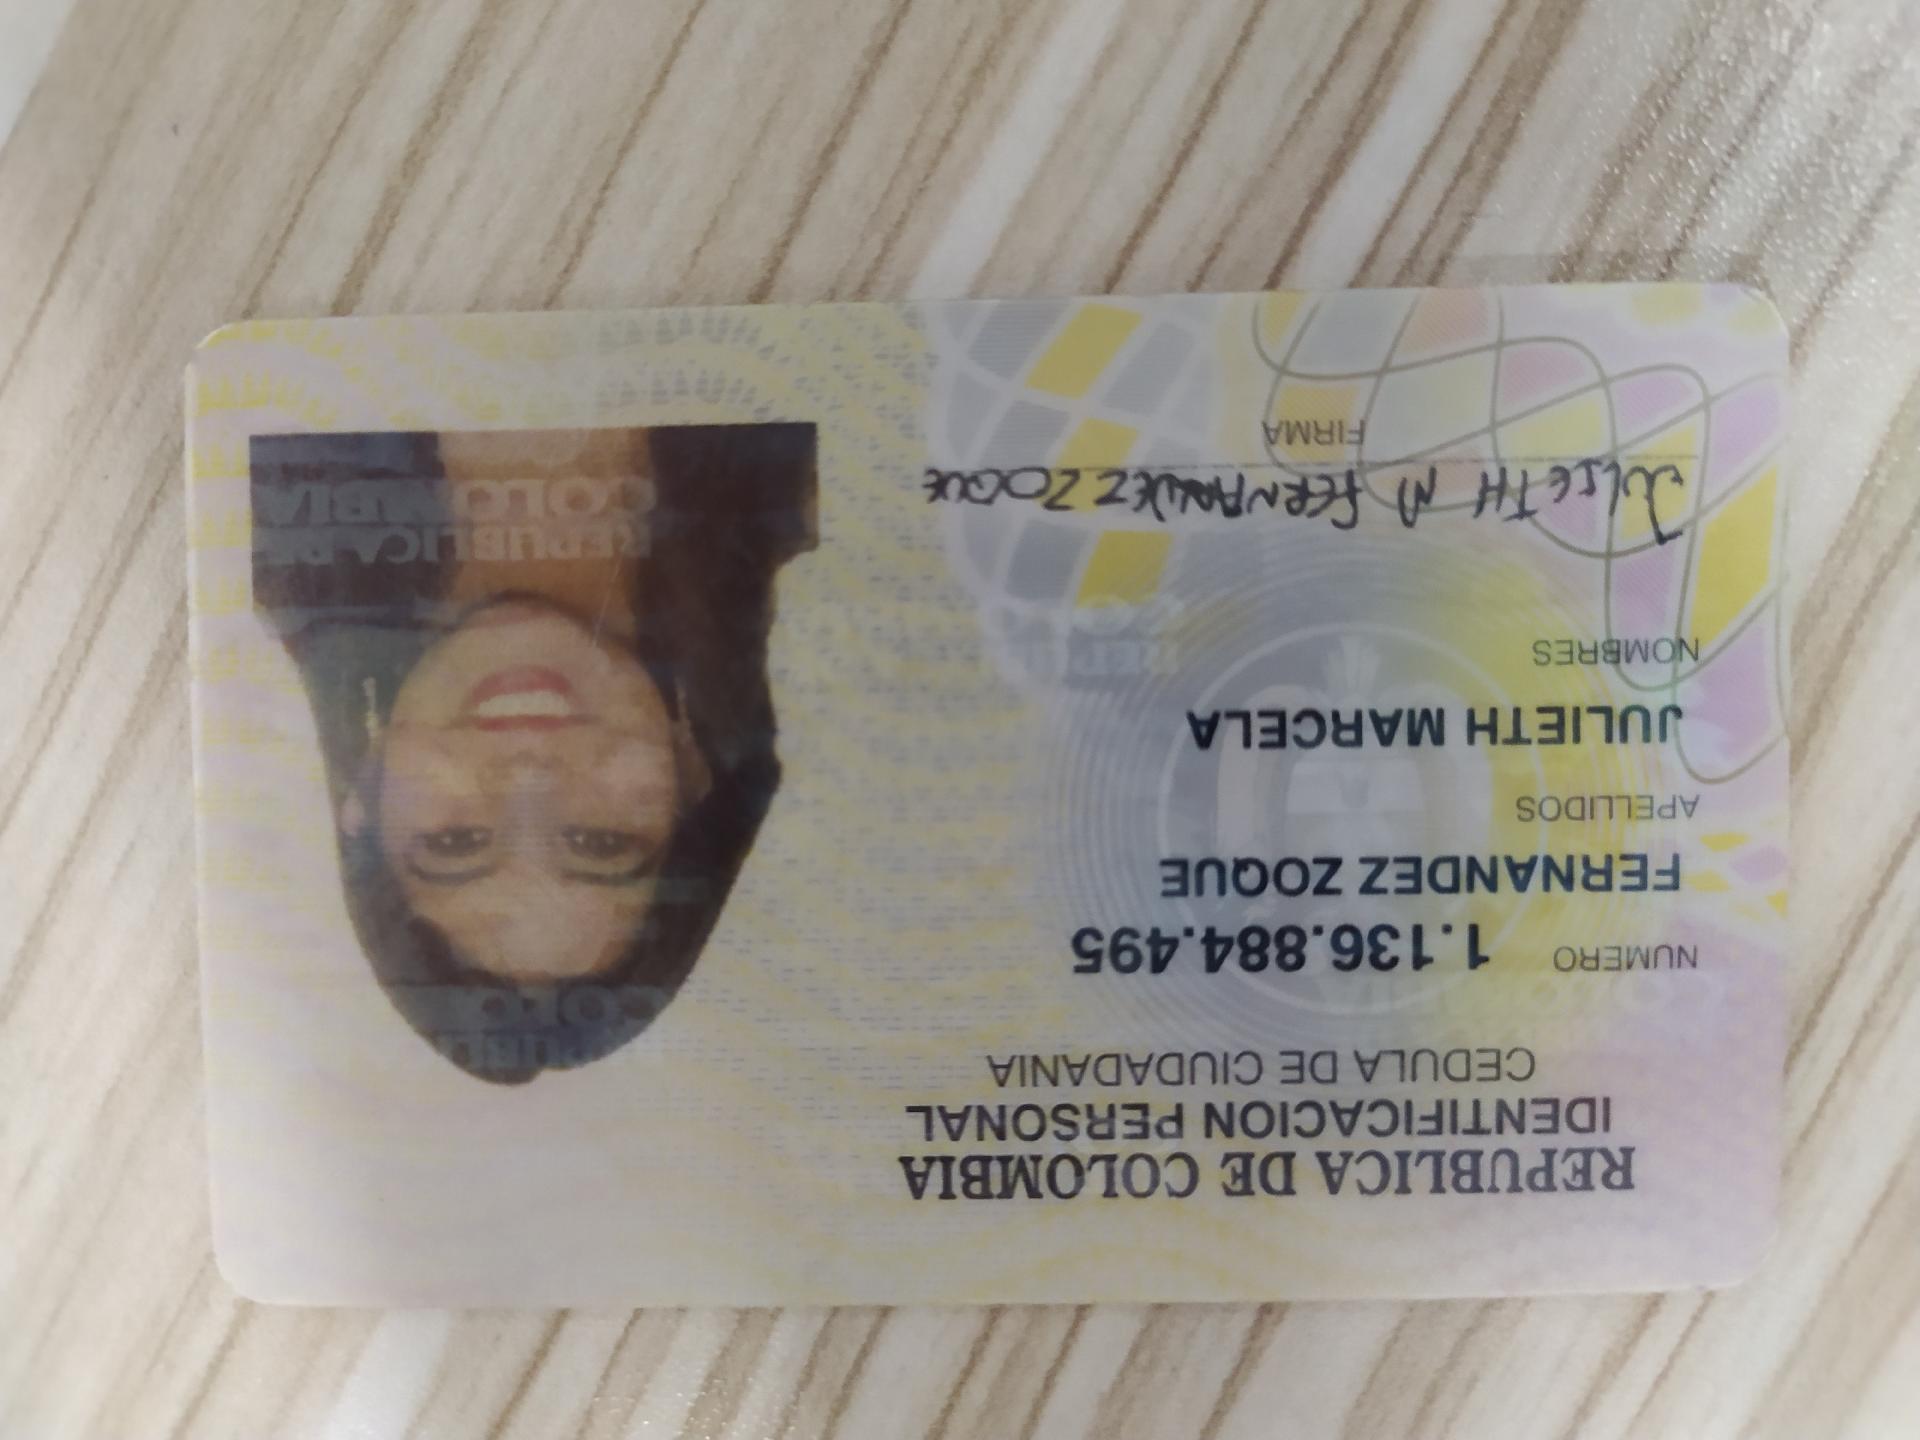 REPUBLICA DE COLOMBIA
IDENTIFICACION PERSONAL
CEDULA DE CIUDADANIA
NUMERO 1.136.884.495
FERNANDEZ ZOQUE
APELLIDOS
JULIETH MARCELA
NOMBRES
JULIETH M FERNANDEZ ZOQUE
FIRMA
REPUBLICA DE
COLOMBIA